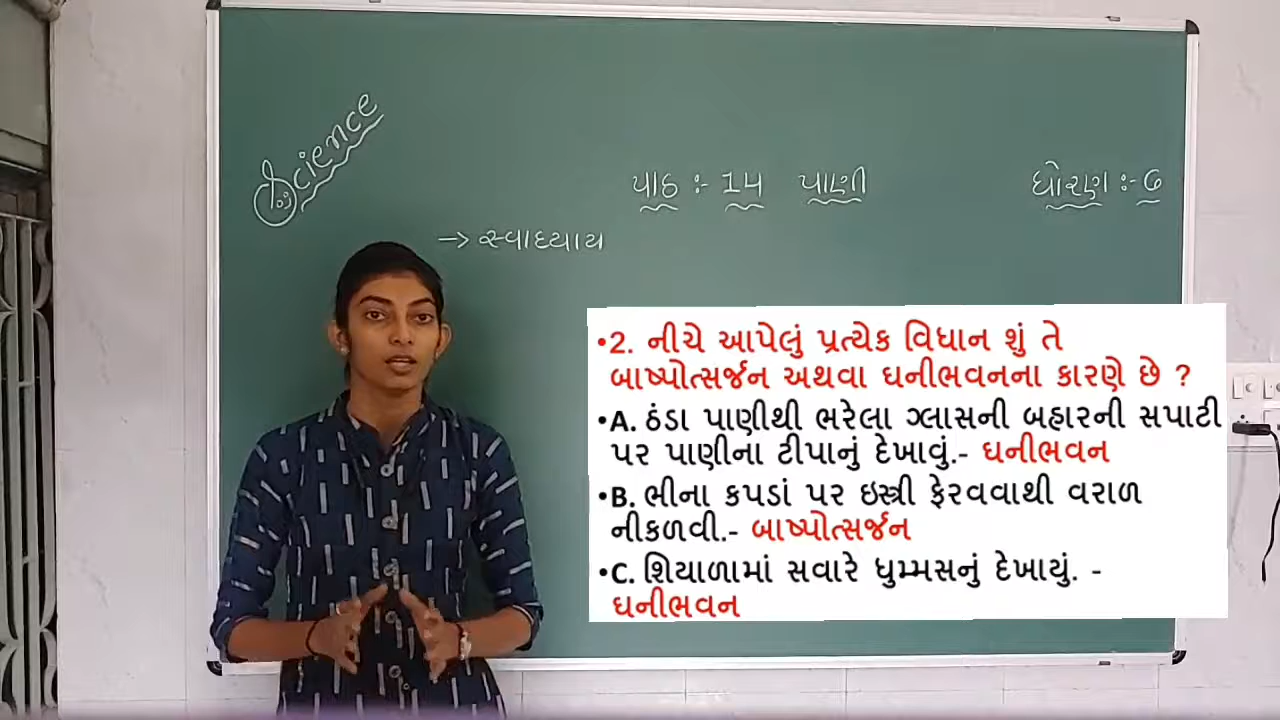 Science
પાઠ :- 14 પાણી
ધોરણ :- 6
→ સ્વાધ્યાય
•2. નીચે આપેલું પ્રત્યેક વિધાન શું તે
બાષ્પોત્સર્જન અથવા ઘનીભવનના કારણે છે ?
•A. ઠંડા પાણીથી ભરેલા ગ્લાસની બહારની સપાટી
પર પાણીના ટીપાનું દેખાવું.- ઘનીભવન
•B. ભીના કપડાં પર ઇસ્ત્રી ફેરવવાથી વરાળ
નીકળવી.- બાષ્પોત્સર્જન
•C. શિયાળામાં સવારે ધુમ્મસનું દેખાયું. -
ઘનીભવન